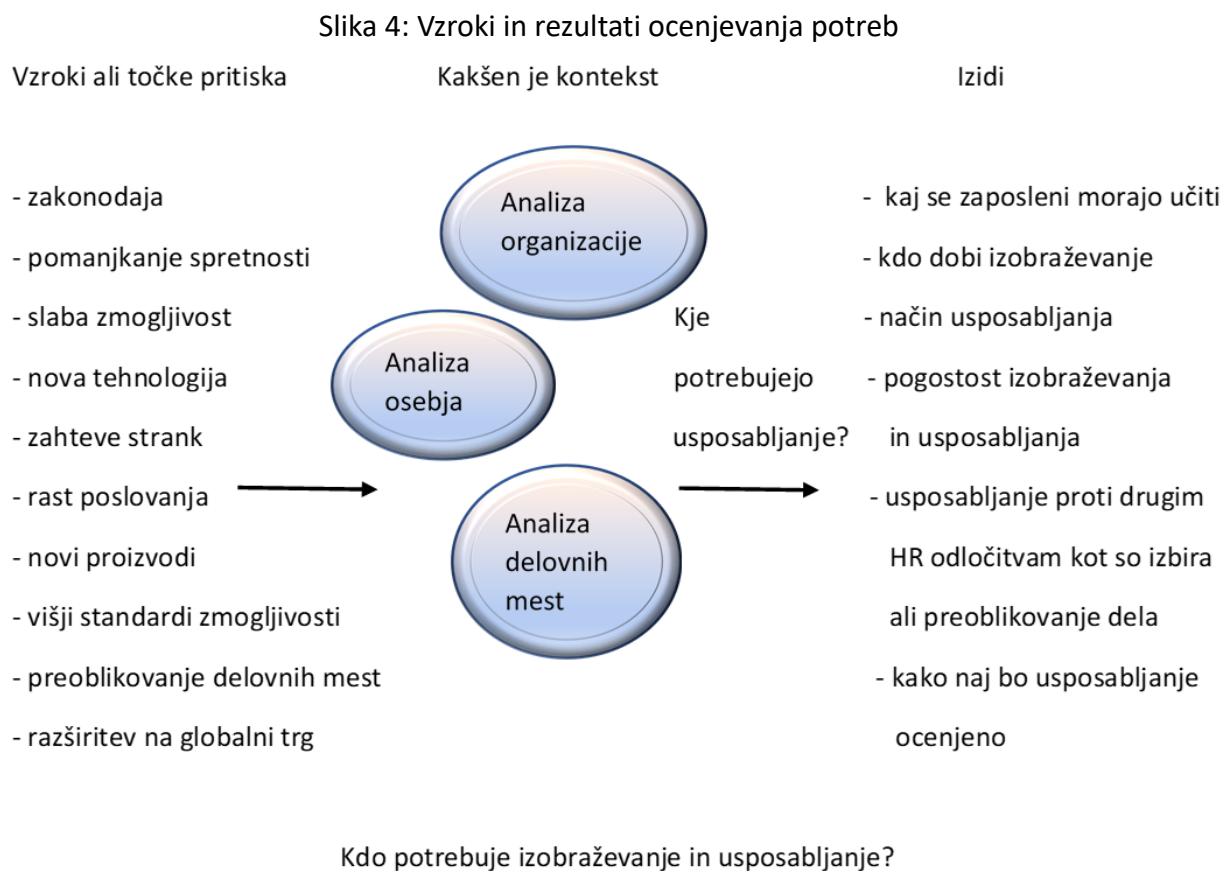 Slika 4: Vzroki in rezultati ocenjevanja potreb
Vzroki ali točke pritiska
Kakšen je kontekst
Izidi
- zakonodaja
- pomanjkanje spretnosti
- slaba zmogljivost
- nova tehnologija
- zahteve strank
- rast poslovanja
- novi proizvodi
- višji standardi zmogljivosti
- preoblikovanje delovnih mest
- razširitev na globalni trg
Analiza
organizacije
Analiza
osebja
Analiza
delovnih
mest
Kje
potrebujejo
usposabljanje?
- kaj se zaposleni morajo učiti
- kdo dobi izobraževanje
- način usposabljanja
- pogostost izobraževanja
in usposabljanja
- usposabljanje proti drugim
HR odločitvam kot so izbira
ali preoblikovanje dela
- kako naj bo usposabljanje
ocenjeno
Kdo potrebuje izobraževanje in usposabljanje?